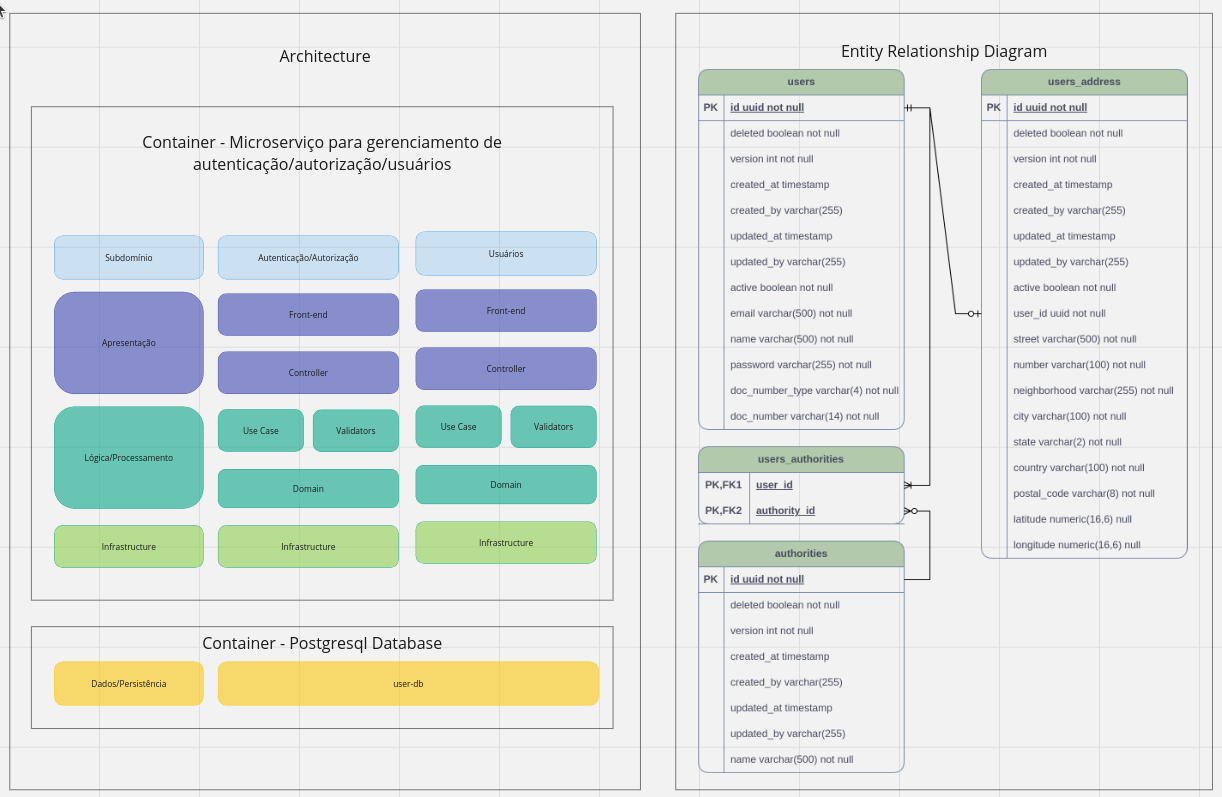 Architecture
Container - Microserviço para gerenciamento de
autenticação/autorização/usuários
Subdomínio
Autenticação/Autorização
Usuários
Apresentação
Front-end
Front-end
Controller
Controller
Lógica/Processamento
Use Case
Validators
Use Case
Validators
Domain
Domain
Infrastructure
Infrastructure
Infrastructure
Container - Postgresql Database
Dados/Persistência
user-db
Entity Relationship Diagram
users
PK id uuid not null
deleted boolean not null
version int not null
created_at timestamp
created_by varchar(255)
updated_at timestamp
updated_by varchar(255)
active boolean not null
email varchar(500) not null
name varchar(500) not null
password varchar(255) not null
doc_number_type varchar(4) not null
doc_number varchar(14) not null
users_authorities
PK,FK1 user_id
PK,FK2 authority_id
authorities
PK id uuid not null
deleted boolean not null
version int not null
created_at timestamp
created_by varchar(255)
updated_at timestamp
updated_by varchar(255)
name varchar(500) not null
users_address
PK id uuid not null
deleted boolean not null
version int not null
created_at timestamp
created_by varchar(255)
updated_at timestamp
updated_by varchar(255)
active boolean not null
user_id uuid not null
street varchar(500) not null
number varchar(100) not null
neighborhood varchar(255) not null
city varchar(100) not null
state varchar(2) not null
country varchar(100) not null
postal_code varchar(8) not null
latitude numeric(16,6) null
longitude numeric(16,6) null